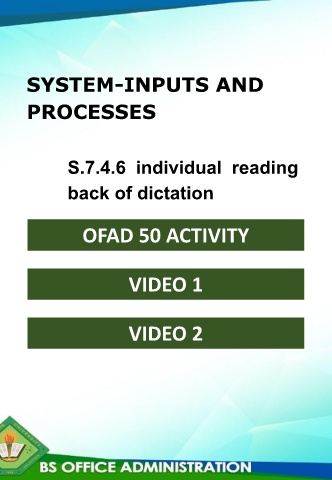 SYSTEM-INPUTS AND
PROCESSES
S.7.4.6 individual reading
back of dictation
OFAD 50 ACTIVITY
VIDEO 1
VIDEO 2
BS OFFICE ADMINISTRATION